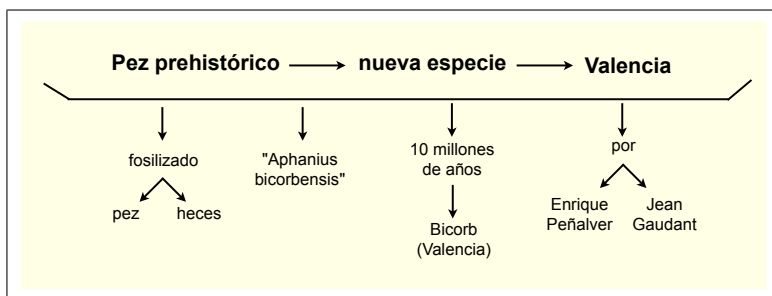 Pez prehistórico nueva especie Valencia
fosilizado
pez heces
"Aphanius
bicorbensis"
10 millones
de años
Bicorb
(Valencia)
por
Enrique
Peñalver
Jean
Gaudant